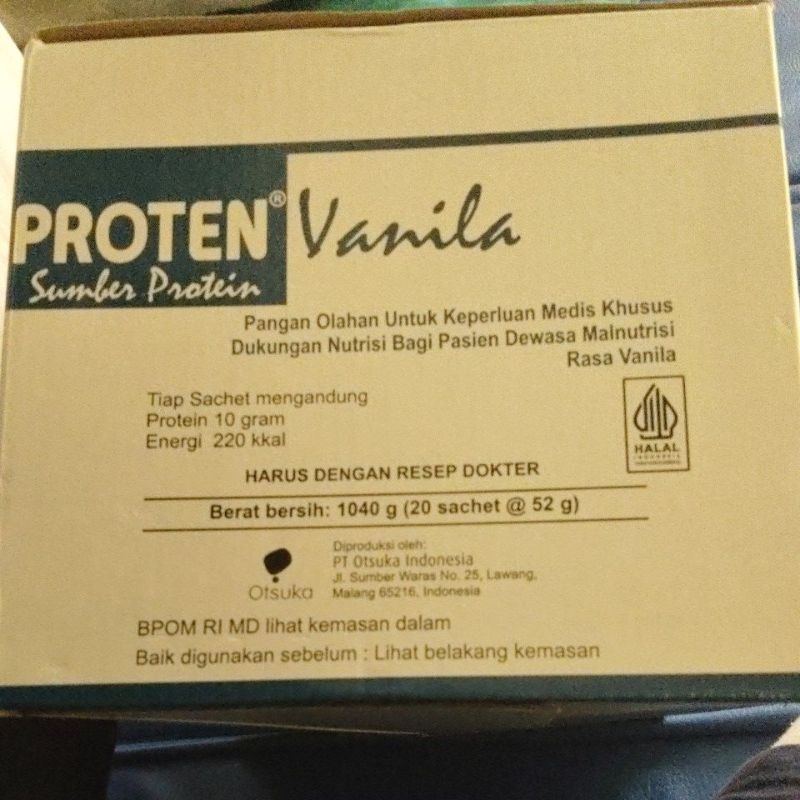 PROTEN® Vanila
Sumber Protein
Pangan Olahan Untuk Keperluan Medis Khusus
Dukungan Nutrisi Bagi Pasien Dewasa Malnutrisi
Rasa Vanila
Tiap Sachet mengandung
Protein 10 gram
Energi 220 kkal
HALAL
INDONESIA
HARUS DENGAN RESEP DOKTER
Berat bersih: 1040 g (20 sachet @ 52 g)
Otsuka
Diproduksi oleh:
PT Otsuka Indonesia
Jl. Sumber Waras No. 25, Lawang,
Malang 65216, Indonesia
BPOM RI MD lihat kemasan dalam
Baik digunakan sebelum : Lihat belakang kemasan